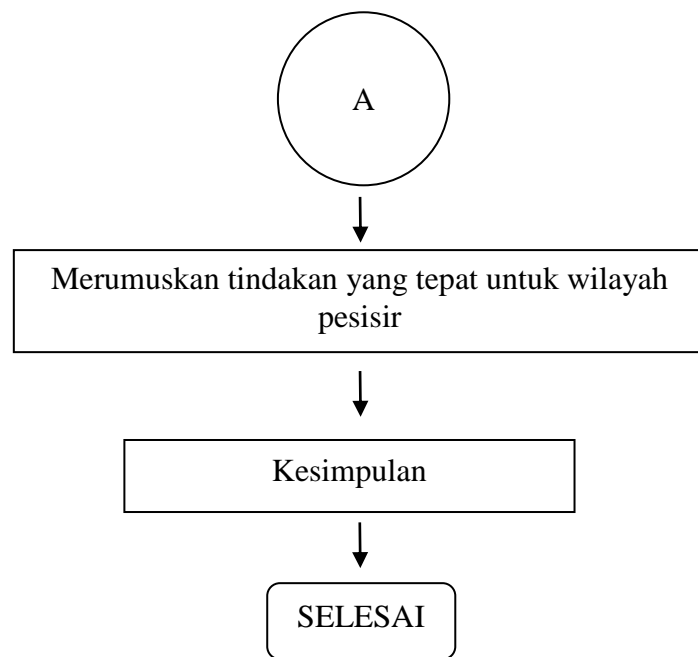 A
Merumuskan tindakan yang tepat untuk wilayah
pesisir
Kesimpulan
SELESAI